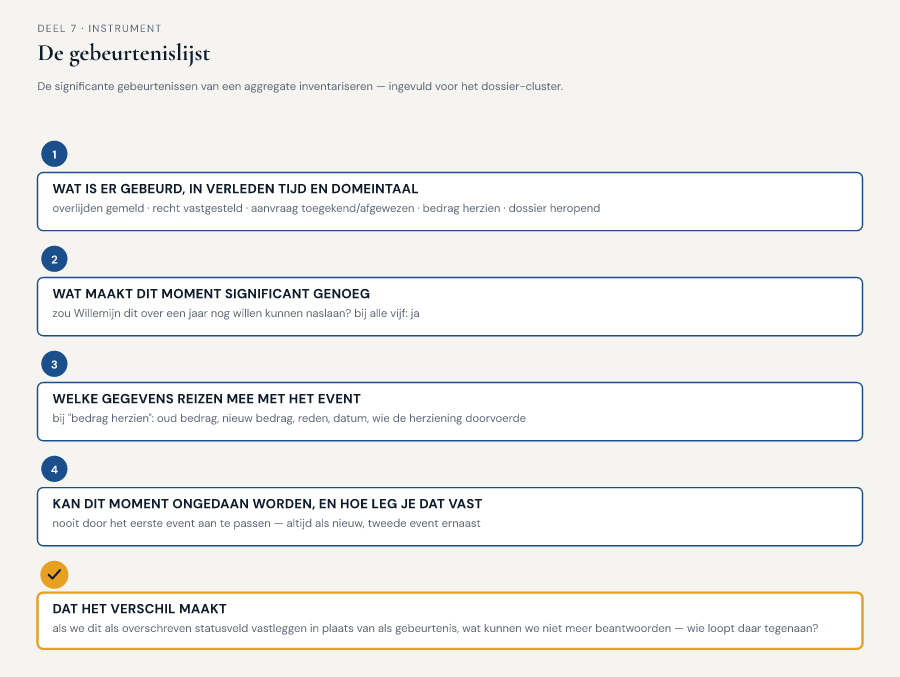 DEEL 7 · INSTRUMENT
De gebeurtenislijst
De significante gebeurtenissen van een aggregate inventariseren — ingevuld voor het dossier-cluster.
1
WAT IS ER GEBEURD, IN VERLEDEN TIJD EN DOMEINTAAL
overlijden gemeld · recht vastgesteld · aanvraag toegekend/afgewezen · bedrag herzien · dossier heropend
2
WAT MAAKT DIT MOMENT SIGNIFICANT GENOEG
zou Willemijn dit over een jaar nog willen kunnen naslaan? bij alle vijf: ja
3
WELKE GEGEVENS REIZEN MEE MET HET EVENT
bij "bedrag herzien": oud bedrag, nieuw bedrag, reden, datum, wie de herziening doorvoerde
4
KAN DIT MOMENT ONGEDAAN WORDEN, EN HOE LEG JE DAT VAST
nooit door het eerste event aan te passen — altijd als nieuw, tweede event ernaast
DAT HET VERSCHIL MAAKT
als we dit als overschreven statusveld vastleggen in plaats van als gebeurtenis, wat kunnen we niet meer beantwoorden — wie loopt daar tegenaan?